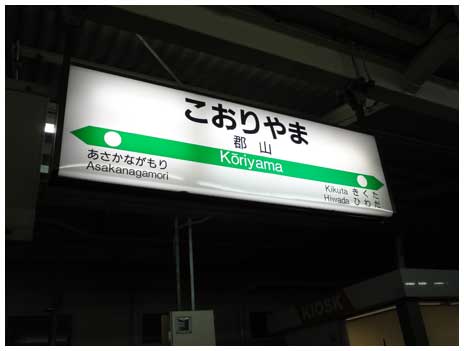 こおりやま
郡山
Kōriyama
あさかながもり
Asakanagamori
Kikuta きくた
Hiwada ひわだ
KIOSK